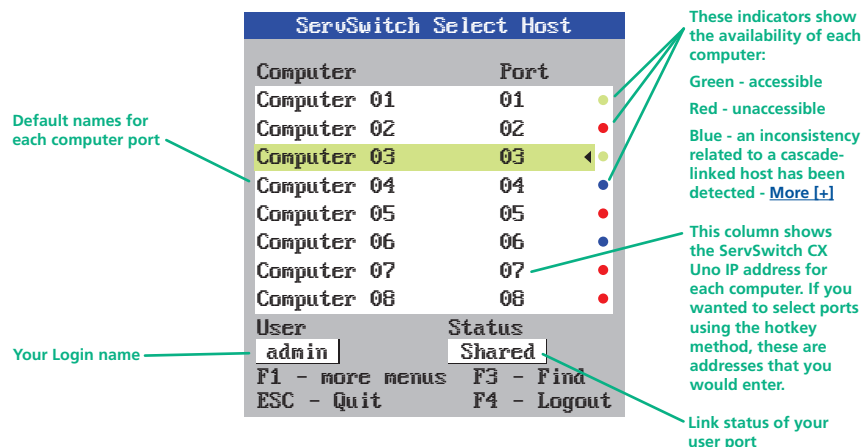 ServSwitch Select Host
Computer Port
Computer 01 01
Computer 02 02
Computer 03 03
Computer 04 04
Computer 05 05
Computer 06 06
Computer 07 07
Computer 08 08
User Status
admin Shared
F1 - more menus F3 - Find
ESC - Quit F4 - Logout
Default names for
each computer port
Your Login name
These indicators show
the availability of each
computer:
Green - accessible
Red - unaccessible
Blue - an inconsistency
related to a cascade-
linked host has been
detected - More [+]
This column shows
the ServSwitch CX
Uno IP address for
each computer. If you
wanted to select ports
using the hotkey
method, these are
addresses that you
would enter.
Link status of your
user port